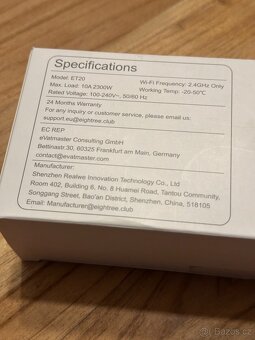 Specifications
Model: ET20
Wi-Fi Frequency: 2.4GHz Only
Max. Load: 10A 2300W
Working Temp: -20-50℃
Rated Voltage: 100-240V~, 50/60 Hz
24 Months Warranty
For any inquiry or customer service, please email us:
support.eu@eightree.club
EC REP
eVatmaster Consulting GmbH
Bettinastr.30, 60325 Frankfurt am Main, Germany
contact@evatmaster.com
Manufacturer:
Shenzhen Realwe Innovation Technology Co., Ltd
Room 402, Building 6, No. 8 Huamei Road, Tantou Community,
Songgang Street, Bao'an District, Shenzhen, China, 518105
Email: Manufacturer@eightree.club
Bazos.cz